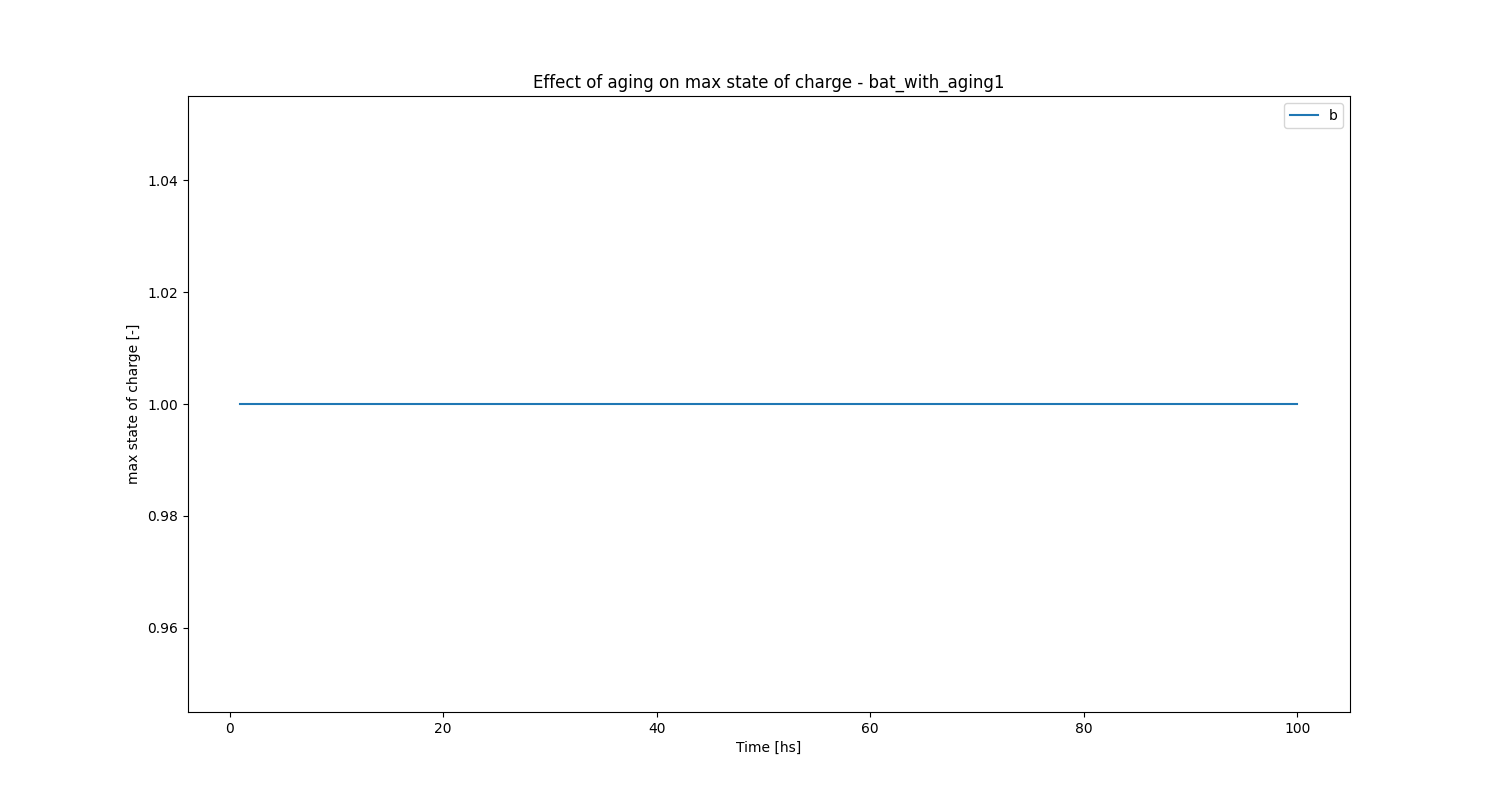 Effect of aging on max state of charge - bat_with_aging1
b
1.04
1.02
1.00
0.98
0.96
max state of charge [-]
0 20 40 60 80 100
Time [hs]